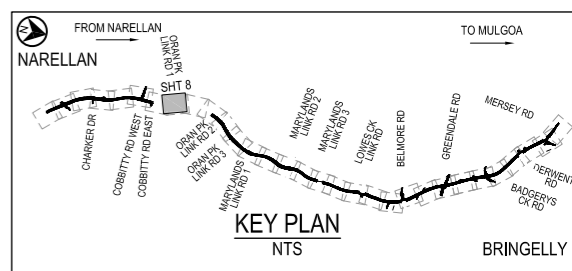 FROM NARELLAN
TO MULGOA
NARELLAN
ORAN PK
LINK RD 1
SHT 8
CHARKER DR
COBBITTY RD WEST
COBBITTY RD EAST
ORAN PK
LINK RD 2
ORAN PK
LINK RD 3
MARYLANDS
LINK RD 1
MARYLANDS
LINK RD 2
MARYLANDS
LINK RD 3
LOWES CK
LINK RD
BELMORE RD
GREENDALE RD
MERSEY RD
DERWENT
RD
BADGERYS
CK RD
KEY PLAN
NTS
BRINGELLY